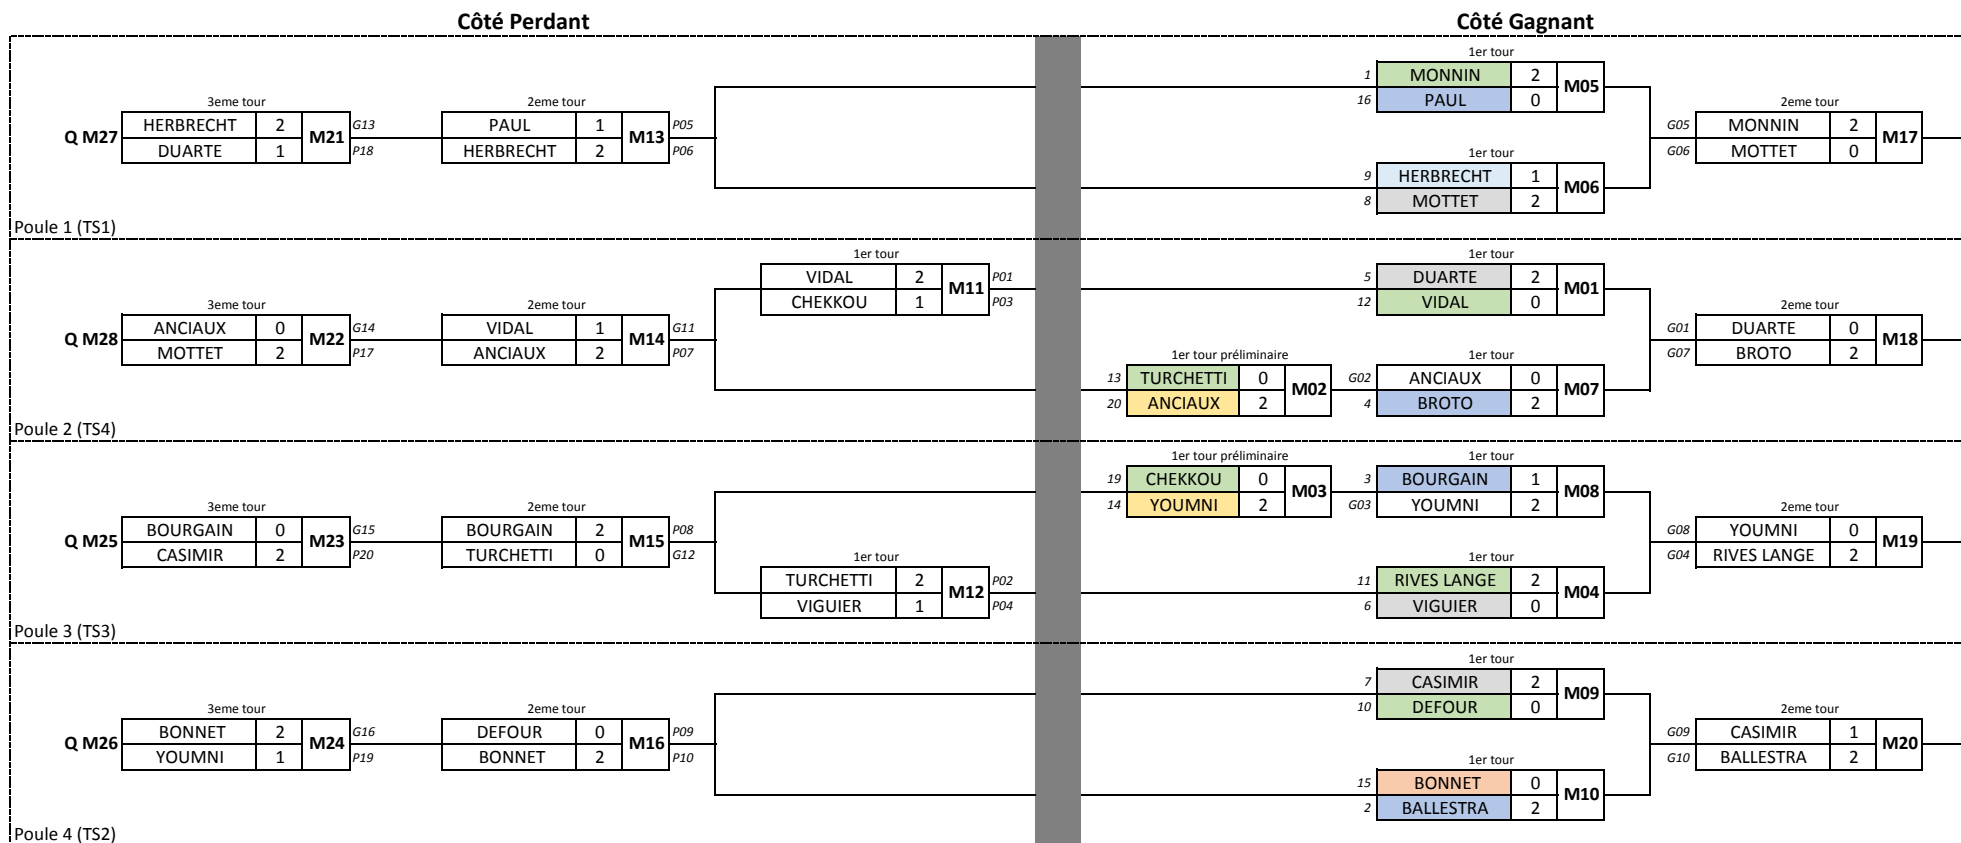 Côté Perdant
Côté Gagnant
1er tour
1 MONNIN 2 M05
16 PAUL 0
3eme tour
2eme tour
2eme tour
Q M27 HERBRECHT 2 M21 G13 PAUL 1 M13 P05
DUARTE 1 P18 HERBRECHT 2 P06
G05 MONNIN 2 M17
G06 MOTTET 0
1er tour
9 HERBRECHT 1 M06
8 MOTTET 2
Poule 1 (TS1)
1er tour
1er tour
VIDAL 2 M11 P01
CHEKKOU 1 P03
5 DUARTE 2 M01
12 VIDAL 0
3eme tour
2eme tour
2eme tour
Q M28 ANCIAUX 0 M22 G14 VIDAL 1 M14 G11
MOTTET 2 P17 ANCIAUX 2 P07
G01 DUARTE 0 M18
G07 BROTO 2
1er tour préliminaire
1er tour
13 TURCHETTI 0 M02 G02 ANCIAUX 0 M07
20 ANCIAUX 2 4 BROTO 2
Poule 2 (TS4)
1er tour préliminaire
1er tour
19 CHEKKOU 0 M03 3 BOURGAIN 1 M08
14 YOUMNI 2 G03 YOUMNI 2
3eme tour
2eme tour
2eme tour
Q M25 BOURGAIN 0 M23 G15 BOURGAIN 2 M15 P08
CASIMIR 2 P20 TURCHETTI 0 G12
G08 YOUMNI 0 M19
G04 RIVES LANGE 2
1er tour
1er tour
TURCHETTI 2 M12 P02
VIGUIER 1 P04
11 RIVES LANGE 2 M04
6 VIGUIER 0
Poule 3 (TS3)
1er tour
7 CASIMIR 2 M09
10 DEFOUR 0
3eme tour
2eme tour
2eme tour
Q M26 BONNET 2 M24 G16 DEFOUR 0 M16 P09
YOUMNI 1 P19 BONNET 2 P10
G09 CASIMIR 1 M20
G10 BALLESTRA 2
1er tour
15 BONNET 0 M10
2 BALLESTRA 2
Poule 4 (TS2)